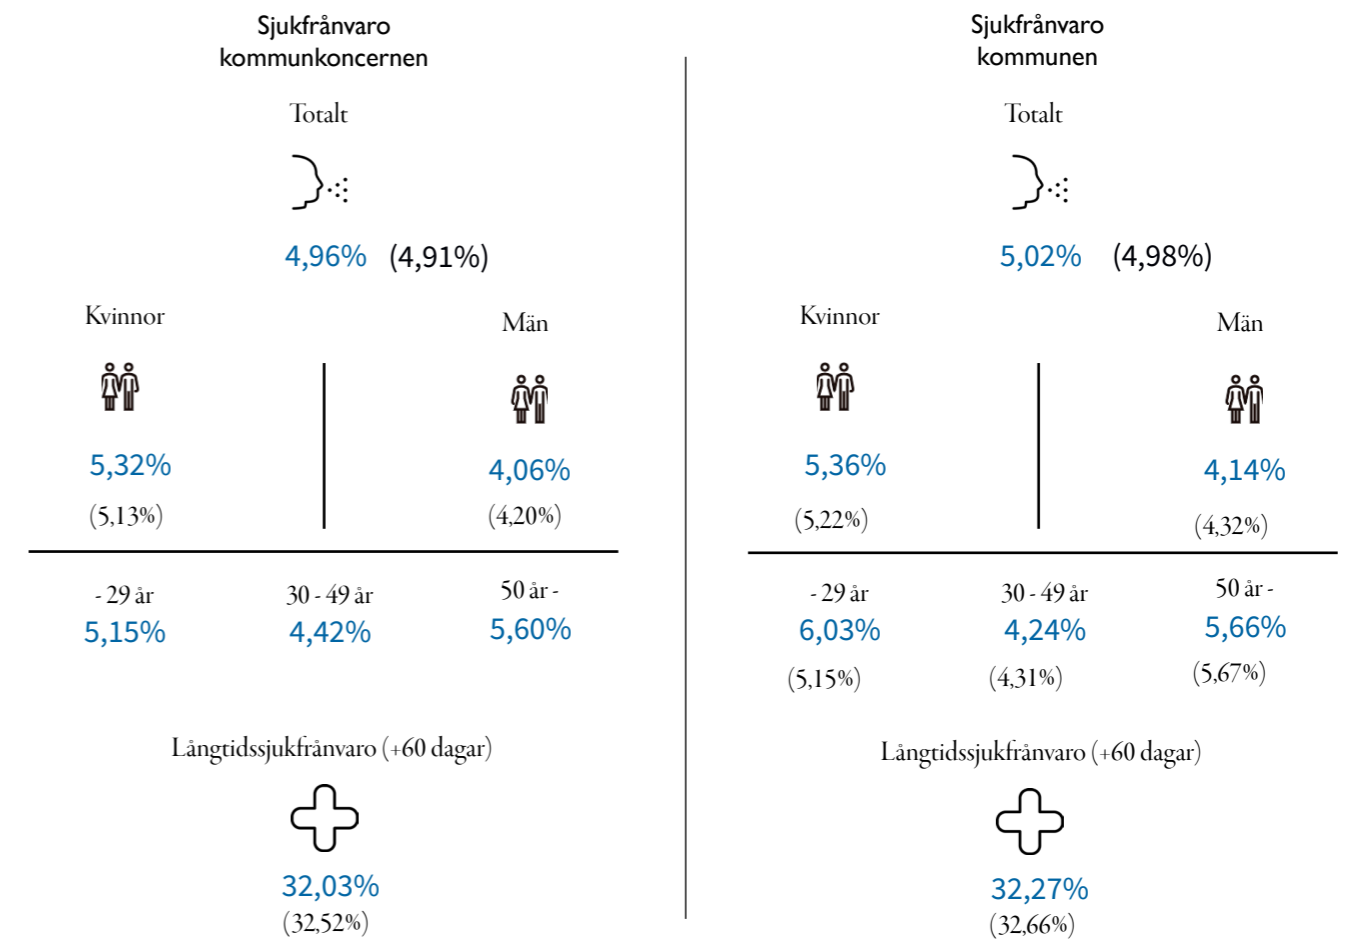 Sjukfrånvaro
kommunkoncernen
Totalt
4,96% (4,91%)
Kvinnor
Män
5,32%
4,06%
(5,13%)
(4,20%)
- 29 år
30 - 49 år
50 år -
5,15%
4,42%
5,60%
Långtidssjukfrånvaro (+60 dagar)
32,03%
(32,52%)
Sjukfrånvaro
kommunen
Totalt
5,02% (4,98%)
Kvinnor
Män
5,36%
4,14%
(5,22%)
(4,32%)
- 29 år
30 - 49 år
50 år -
6,03%
4,24%
5,66%
(5,15%)
(4,31%)
(5,67%)
Långtidssjukfrånvaro (+60 dagar)
32,27%
(32,66%)